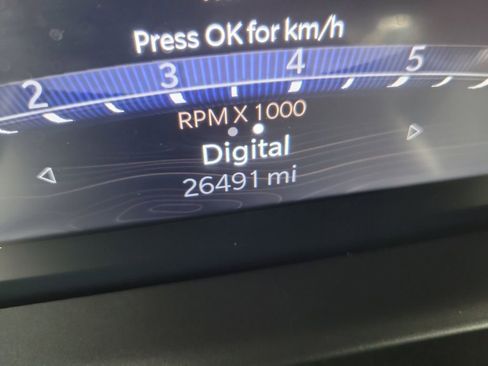 Press OK for km/h
2 3 4 5
RPM X 1000
Digital
26491 mi